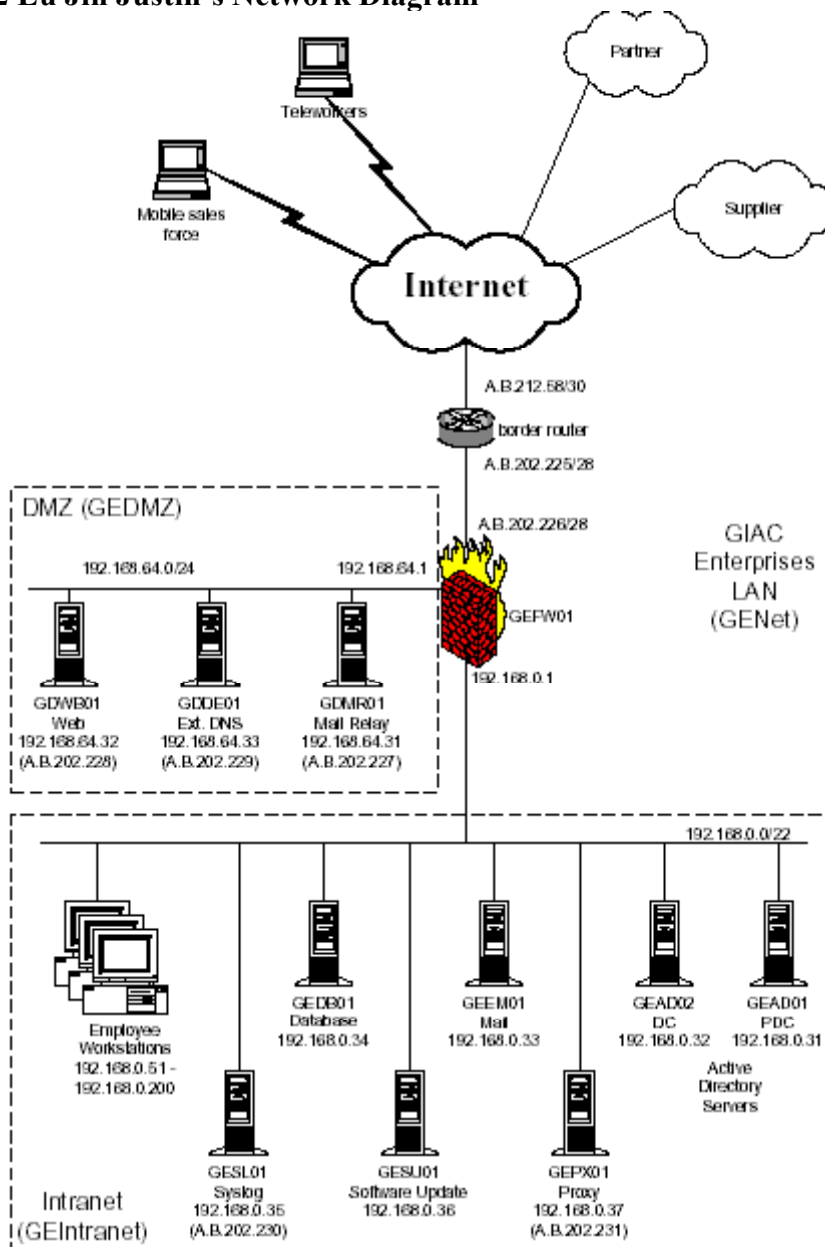 2 Lu Jin Justin's Network Diagram
Partner
Teleworkers
Mobile sales
force
Supplier
Internet
A.B.212.58/30
border router
A.B.202.225/28
DMZ (GEDMZ)
A.B.202.226/28
GIAC
Enterprises
LAN
(GENet)
192.168.64.0/24
192.168.64.1
GEFW01
192.168.0.1
GDWB01
Web
192.168.64.32
(A.B.202.228)
GDDE01
Ext. DNS
192.168.64.33
(A.B.202.229)
GDMR01
Mail Relay
192.168.64.31
(A.B.202.227)
192.168.0.0/22
Employee
Workstations
192.168.0.51 -
192.168.0.200
GEDB01
Database
192.168.0.34
GEEM01
Mail
192.168.0.33
GEAD02
DC
192.168.0.32
GEAD01
PDC
192.168.0.31
Active
Directory
Servers
GESL01
Syslog
192.168.0.35
(A.B.202.230)
GESU01
Software Update
192.168.0.36
GEPX01
Proxy
192.168.0.37
(A.B.202.231)
Intranet
(GEIntranet)